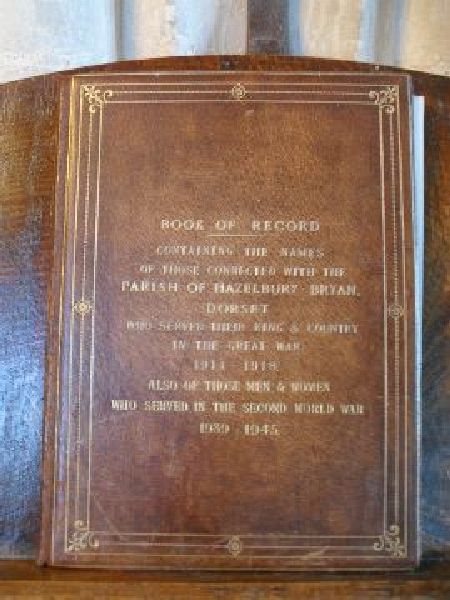 BOOK OF RECORD
CONTAINING THE NAMES
OF THOSE CONNECTED WITH THE
PARISH OF HAZELBURY-BRYAN,
DORSET
WHO SERVED THEIR KING & COUNTRY
IN THE GREAT WAR
1914 - 1918
ALSO OF THOSE MEN & WOMEN
WHO SERVED IN THE SECOND WORLD WAR
1939 - 1945